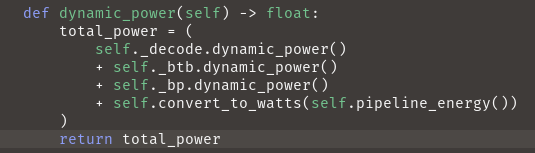 def dynamic_power(self) -> float:
    total_power = (
        self._decode.dynamic_power()
        + self._btb.dynamic_power()
        + self._bp.dynamic_power()
        + self.convert_to_watts(self.pipeline_energy())
    )
    return total_power